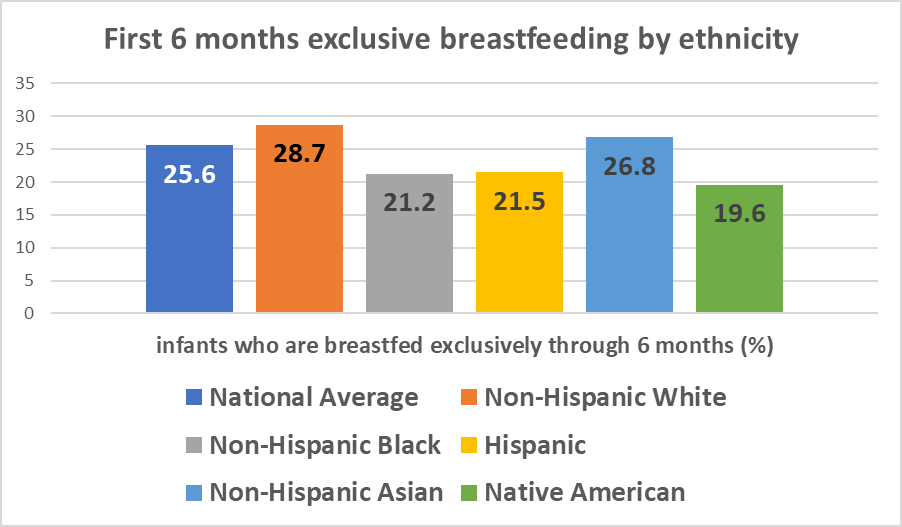 First 6 months exclusive breastfeeding by ethnicity
35
30
25
20
15
10
5
0
25.6
28.7
21.2
21.5
26.8
19.6
infants who are breastfed exclusively through 6 months (%)
National Average
Non-Hispanic White
Non-Hispanic Black
Hispanic
Non-Hispanic Asian
Native American